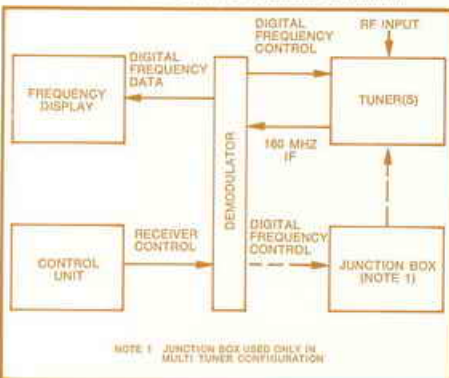 DIGITAL
FREQUENCY
CONTROL
RF INPUT
DIGITAL
FREQUENCY
DATA
FREQUENCY
DISPLAY
TUNER(S)
160 MHZ
IF
DEMODULATOR
RECEIVER
CONTROL
DIGITAL
FREQUENCY
CONTROL
CONTROL
UNIT
JUNCTION BOX
(NOTE 1)
NOTE 1 JUNCTION BOX USED ONLY IN
MULTI TUNER CONFIGURATION